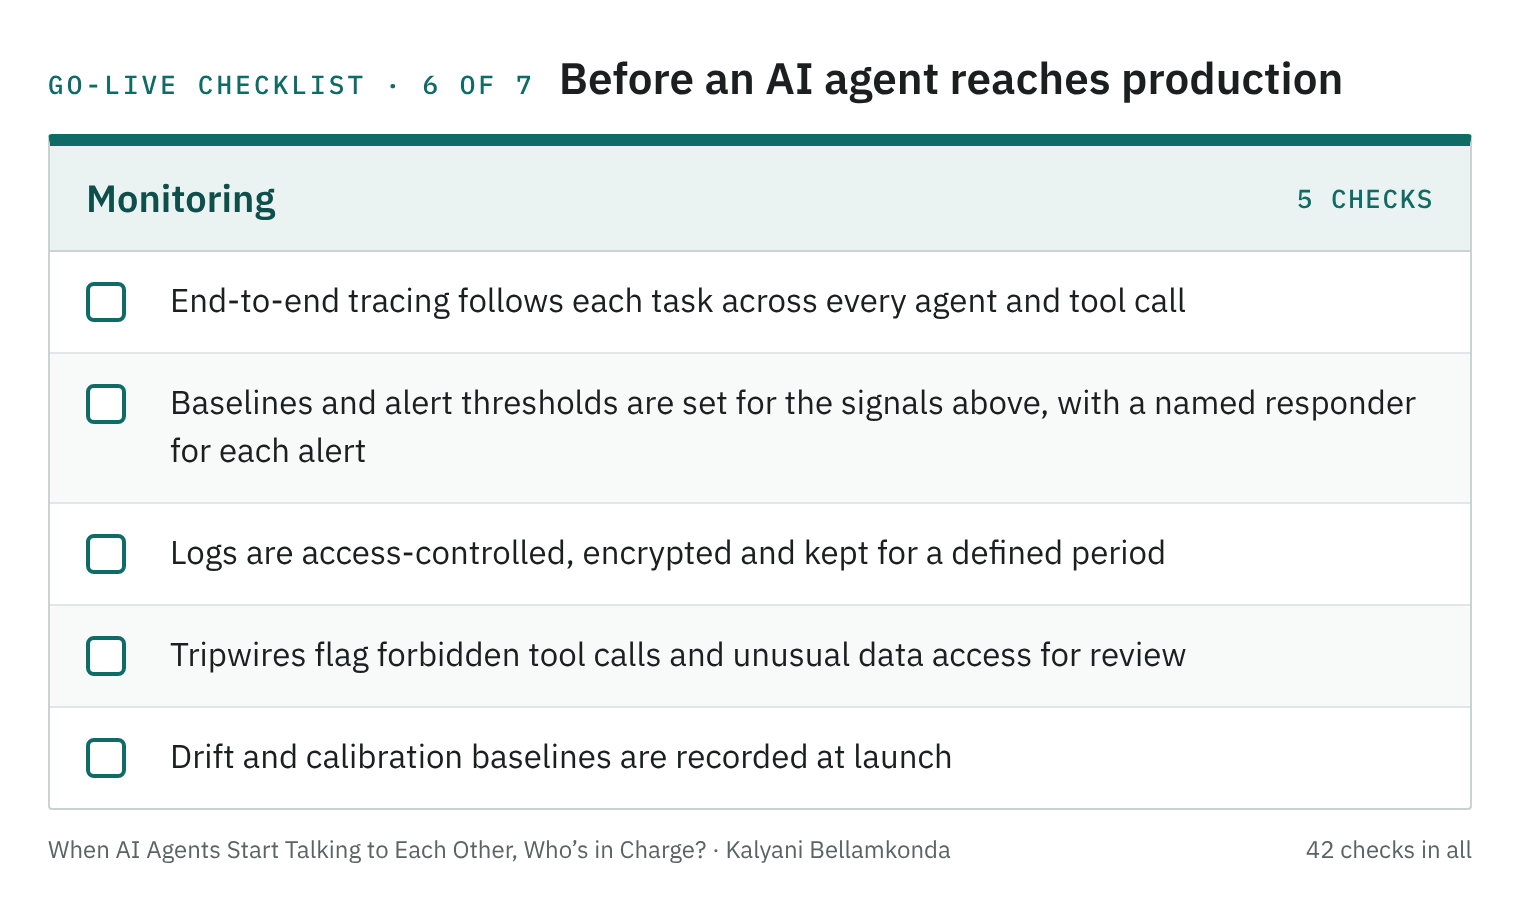 GO-LIVE CHECKLIST · 6 OF 7 Before an AI agent reaches production
Monitoring 5 CHECKS
End-to-end tracing follows each task across every agent and tool call
Baselines and alert thresholds are set for the signals above, with a named responder
for each alert
Logs are access-controlled, encrypted and kept for a defined period
Tripwires flag forbidden tool calls and unusual data access for review
Drift and calibration baselines are recorded at launch
When AI Agents Start Talking to Each Other, Who’s in Charge? · Kalyani Bellamkonda 42 checks in all